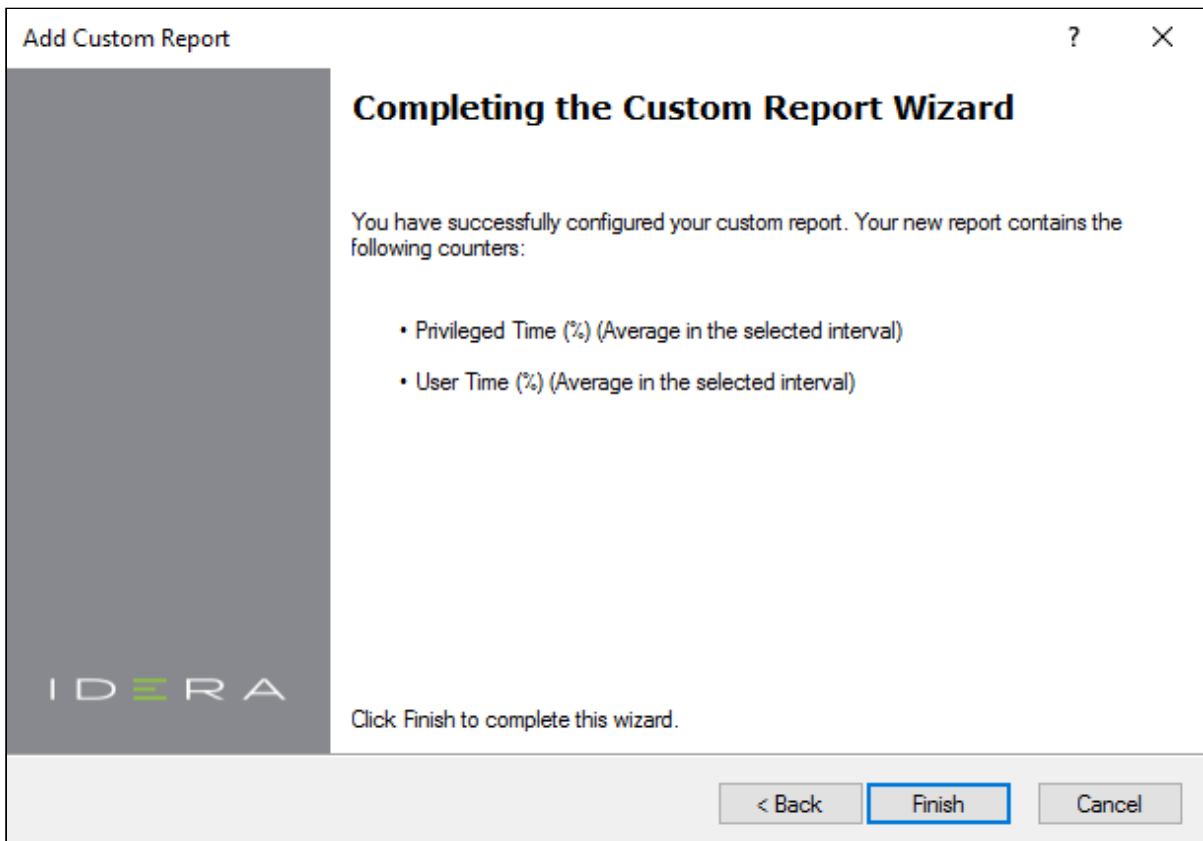 Add Custom Report
?
Completing the Custom Report Wizard
You have successfully configured your custom report. Your new report contains the
following counters:
• Privileged Time (%) (Average in the selected interval)
• User Time (%) (Average in the selected interval)
IDERA
Click Finish to complete this wizard.
< Back Finish Cancel